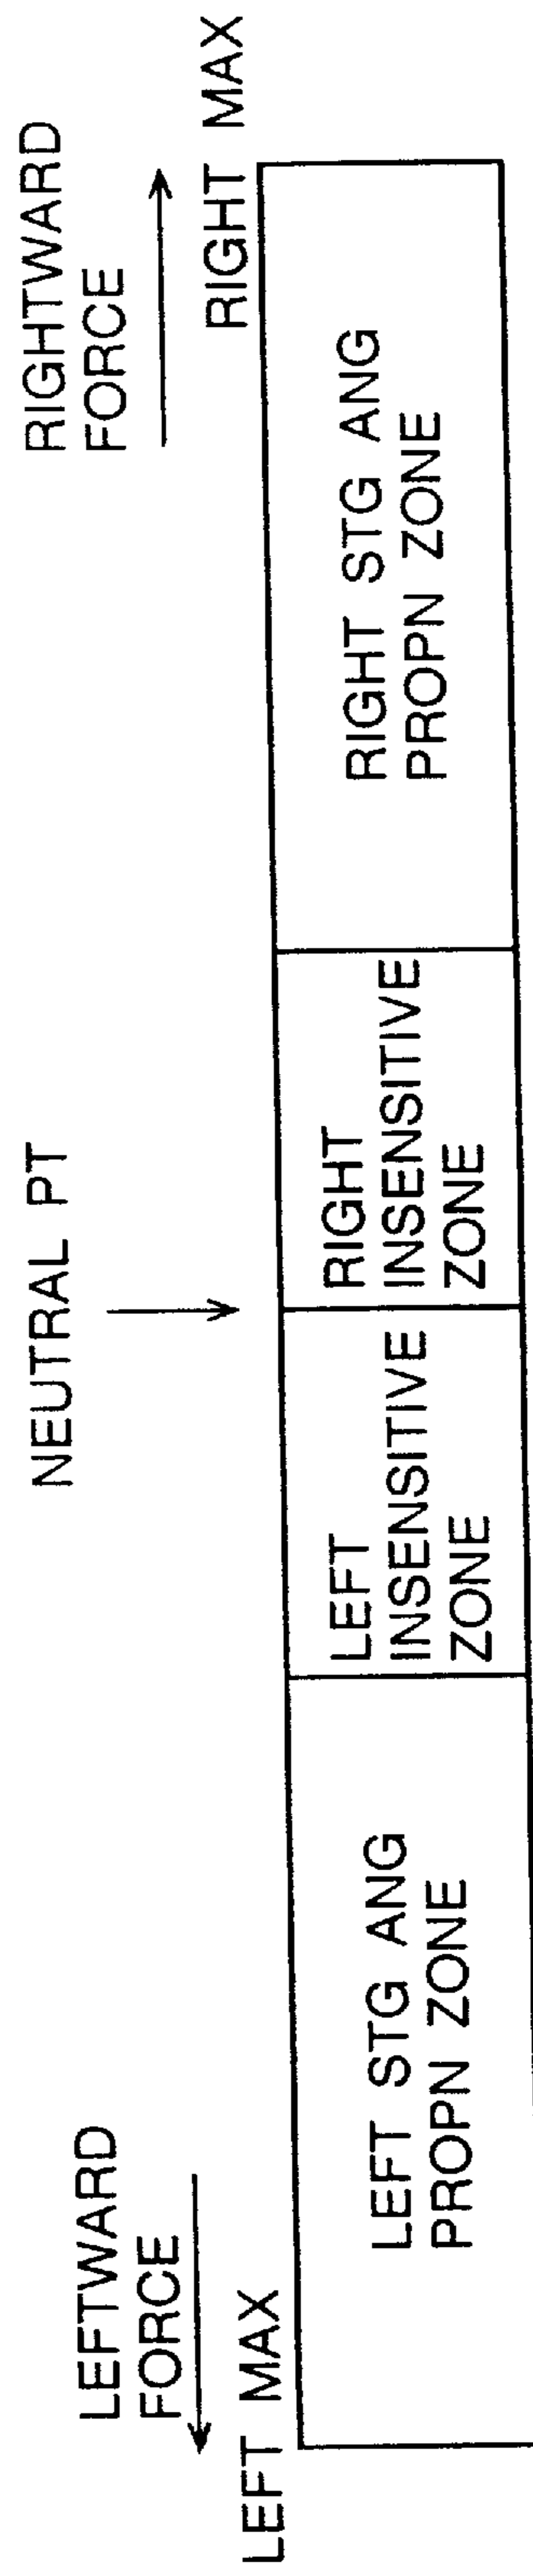 LEFTWARD
FORCE
LEFT MAX
NEUTRAL PT
RIGHTWARD
FORCE
RIGHT MAX
LEFT STG ANG
PROPN ZONE
LEFT
INSENSITIVE
ZONE
RIGHT
INSENSITIVE
ZONE
RIGHT STG ANG
PROPN ZONE